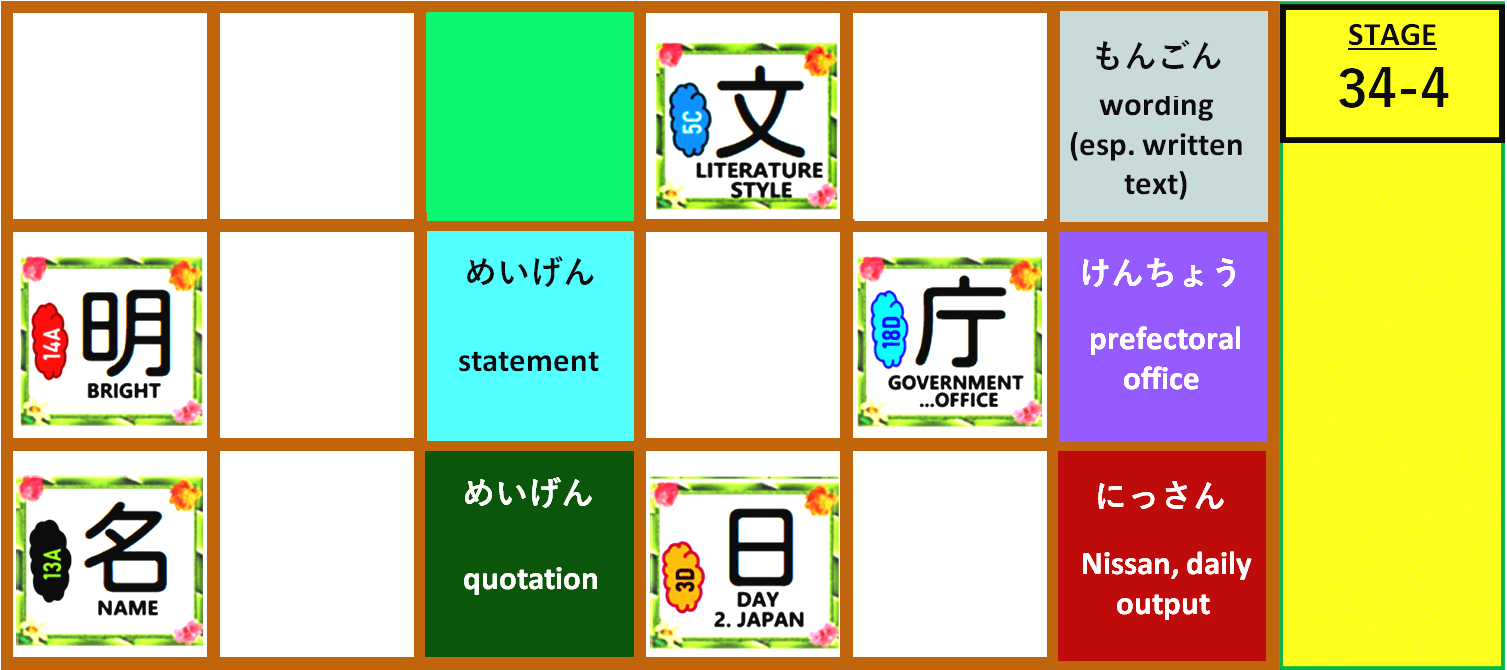 5C
文
LITERATURE
STYLE
もんごん
wording
(esp. written
text)
STAGE
34-4
14A
明
BRIGHT
めいげん
statement
18D
庁
GOVERNMENT
...OFFICE
けんちょう
prefectoral
office
13A
名
NAME
めいげん
quotation
3D
日
DAY
2. JAPAN
にっさん
Nissan, daily
output